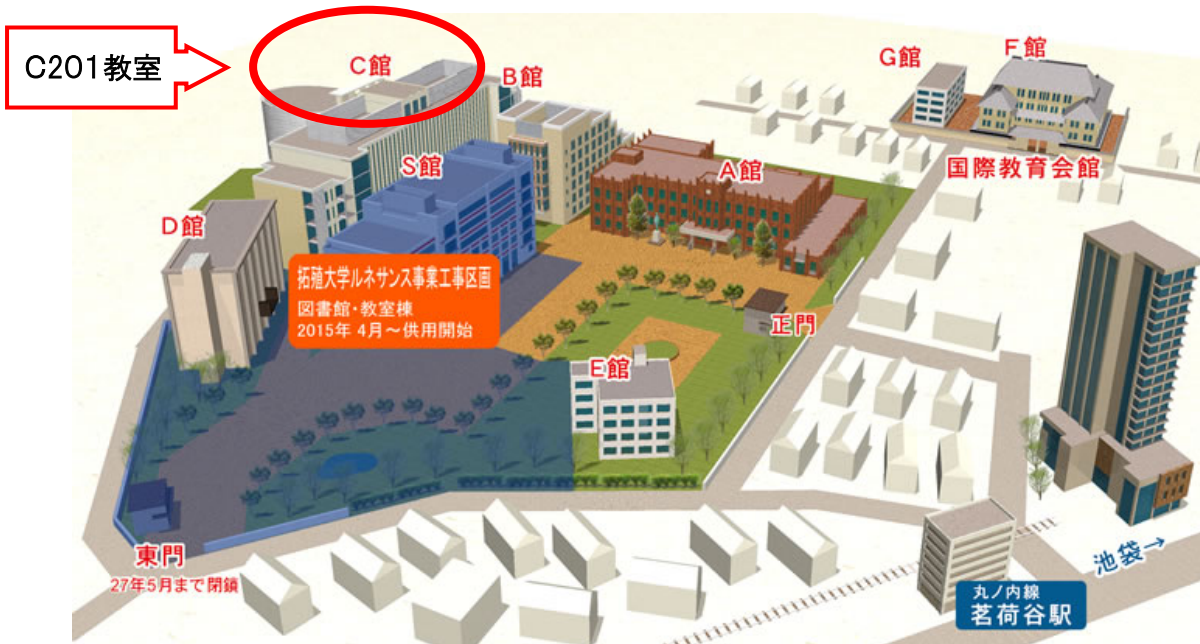 C201教室
C館
B館
G館
F館
S館
A館
国際教育会館
D館
拓殖大学ルネサンス事業工事区画
図書館・教室棟
2015年 4月～供用開始
正門
E館
東門
27年5月まで閉鎖
池袋→
丸ノ内線
茗荷谷駅